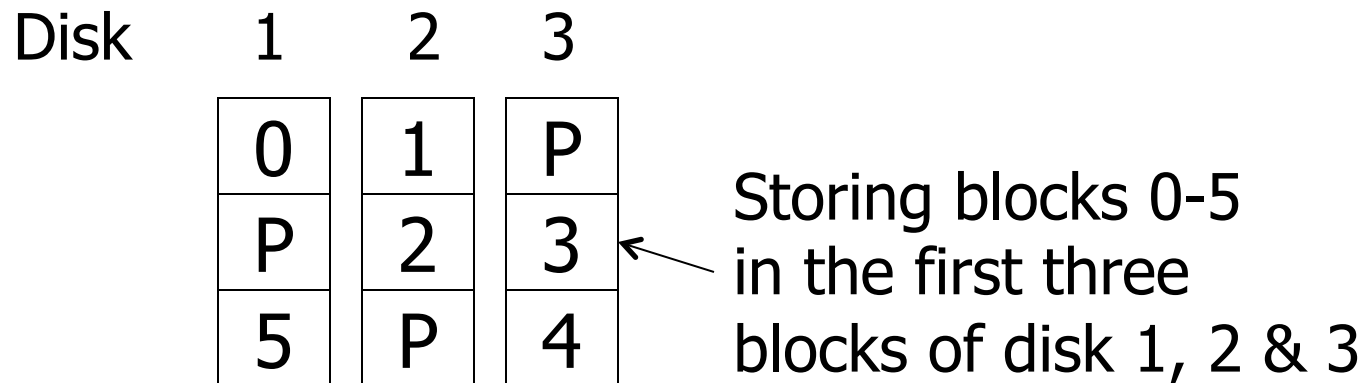 Disk 1 2 3
0 1 P
P 2 3
5 P 4
Storing blocks 0-5
in the first three
blocks of disk 1, 2 & 3